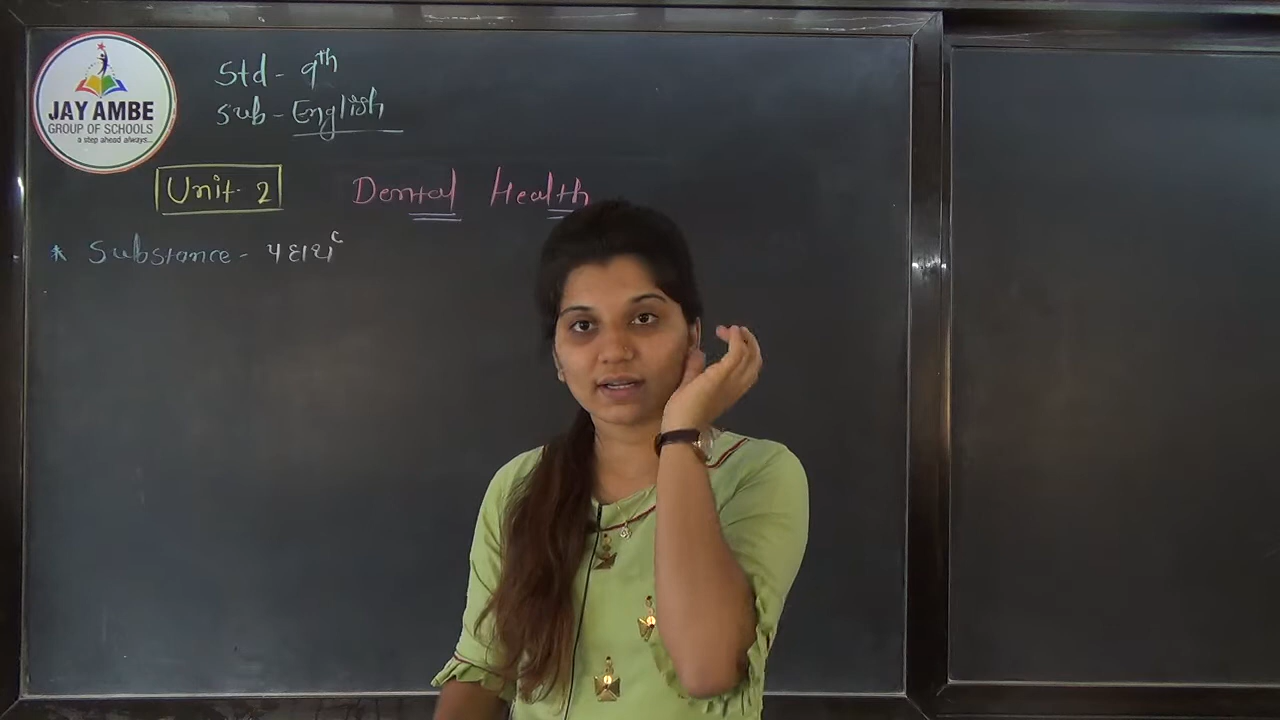 JAY AMBE
GROUP OF SCHOOLS
a step ahead always...
Std - 9th
Sub - English
Unit - 2 Dental Health
* Substance - પદાર્થ